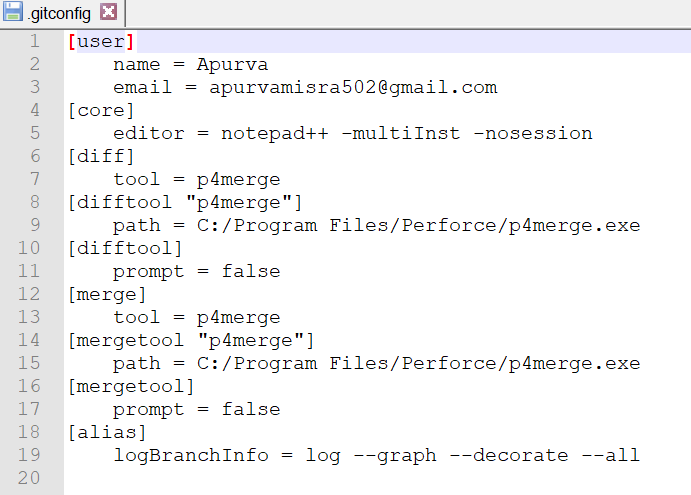 .gitconfig
1 [user]
2     name = Apurva
3     email = apurvamisra502@gmail.com
4 [core]
5     editor = notepad++ -multiInst -nosession
6 [diff]
7     tool = p4merge
8 [difftool "p4merge"]
9     path = C:/Program Files/Perforce/p4merge.exe
10 [difftool]
11     prompt = false
12 [merge]
13     tool = p4merge
14 [mergetool "p4merge"]
15     path = C:/Program Files/Perforce/p4merge.exe
16 [mergetool]
17     prompt = false
18 [alias]
19     logBranchInfo = log --graph --decorate --all
20